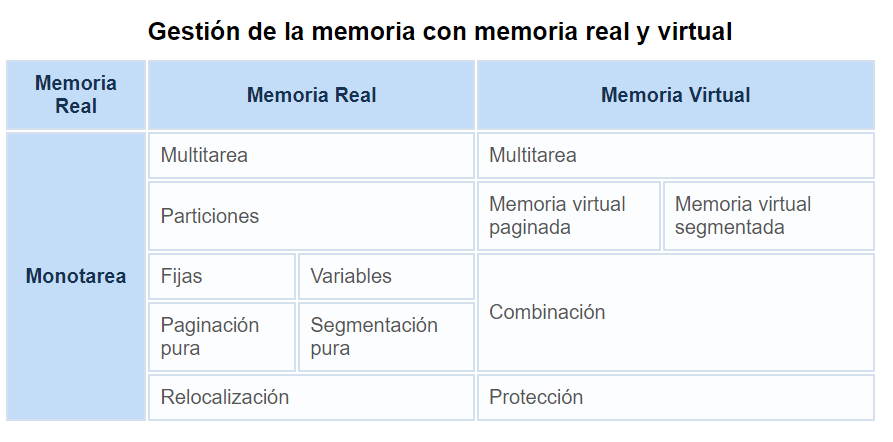 Gestión de la memoria con memoria real y virtual
Memoria
Real
Memoria Real
Memoria Virtual
Monotarea
Multitarea
Multitarea
Particiones
Memoria virtual
paginada
Memoria virtual
segmentada
Fijas
Variables
Combinación
Paginación
pura
Segmentación
pura
Relocalización
Protección